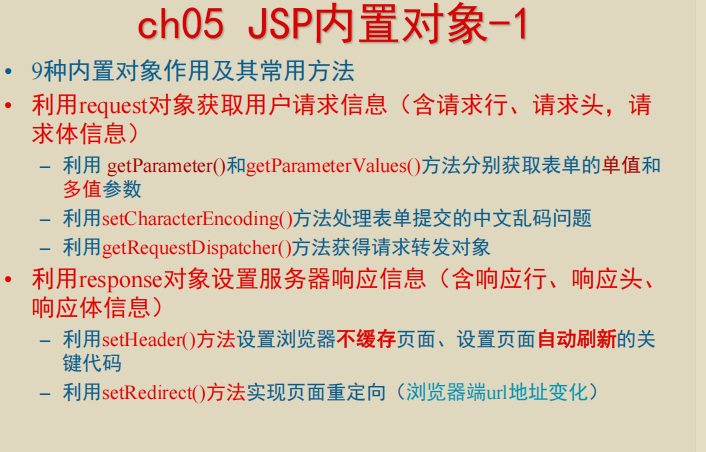 ch05 JSP内置对象-1
• 9种内置对象作用及其常用方法
• 利用request对象获取用户请求信息（含请求行、请求头，请
求体信息）
– 利用 getParameter()和getParameterValues()方法分别获取表单的单值和
多值参数
– 利用setCharacterEncoding()方法处理表单提交的中文乱码问题
– 利用getRequestDispatcher()方法获得请求转发对象
• 利用response对象设置服务器响应信息（含响应行、响应头、
响应体信息）
– 利用setHeader()方法设置浏览器不缓存页面、设置页面自动刷新的关
键代码
– 利用setRedirect()方法实现页面重定向（浏览器端url地址变化）